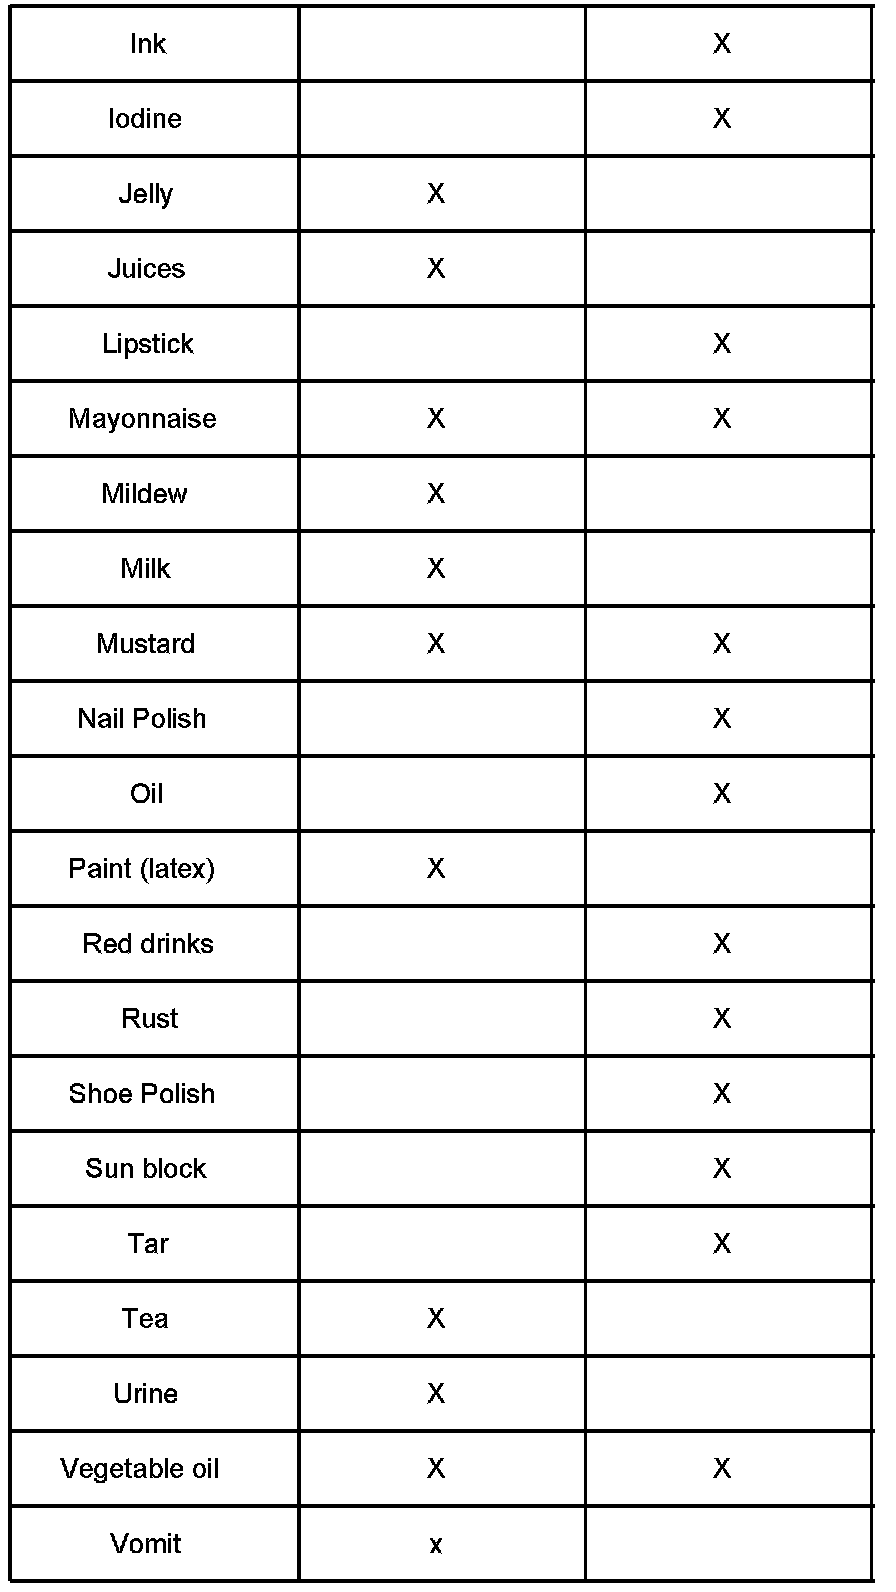 Ink X
Iodine X
Jelly X
Juices X
Lipstick X
Mayonnaise X X
Mildew X
Milk X
Mustard X X
Nail Polish X
Oil X
Paint (latex) X
Red drinks X
Rust X
Shoe Polish X
Sun block X
Tar X
Tea X
Urine X
Vegetable oil X X
Vomit x